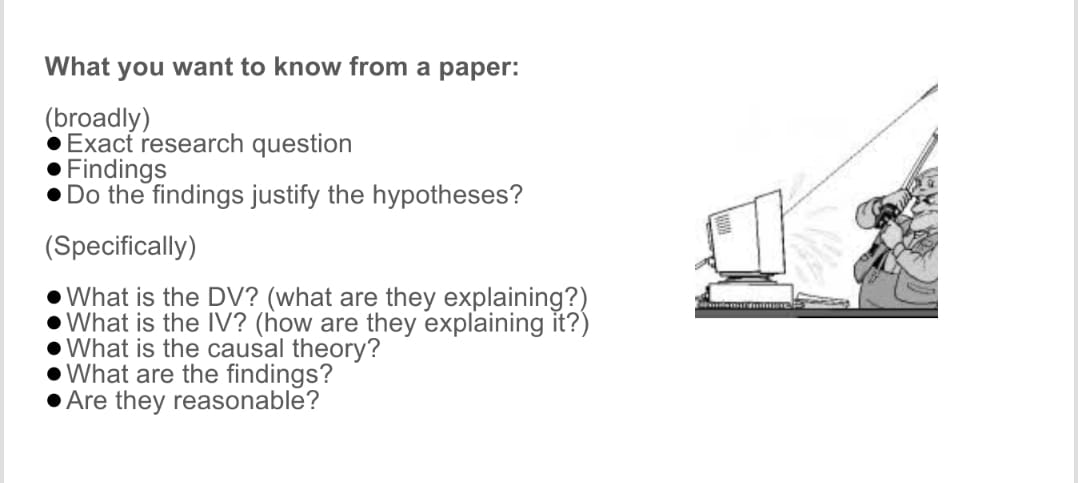 What you want to know from a paper:
(broadly)
● Exact research question
● Findings
● Do the findings justify the hypotheses?
(Specifically)
● What is the DV? (what are they explaining?)
● What is the IV? (how are they explaining it?)
● What is the causal theory?
● What are the findings?
● Are they reasonable?